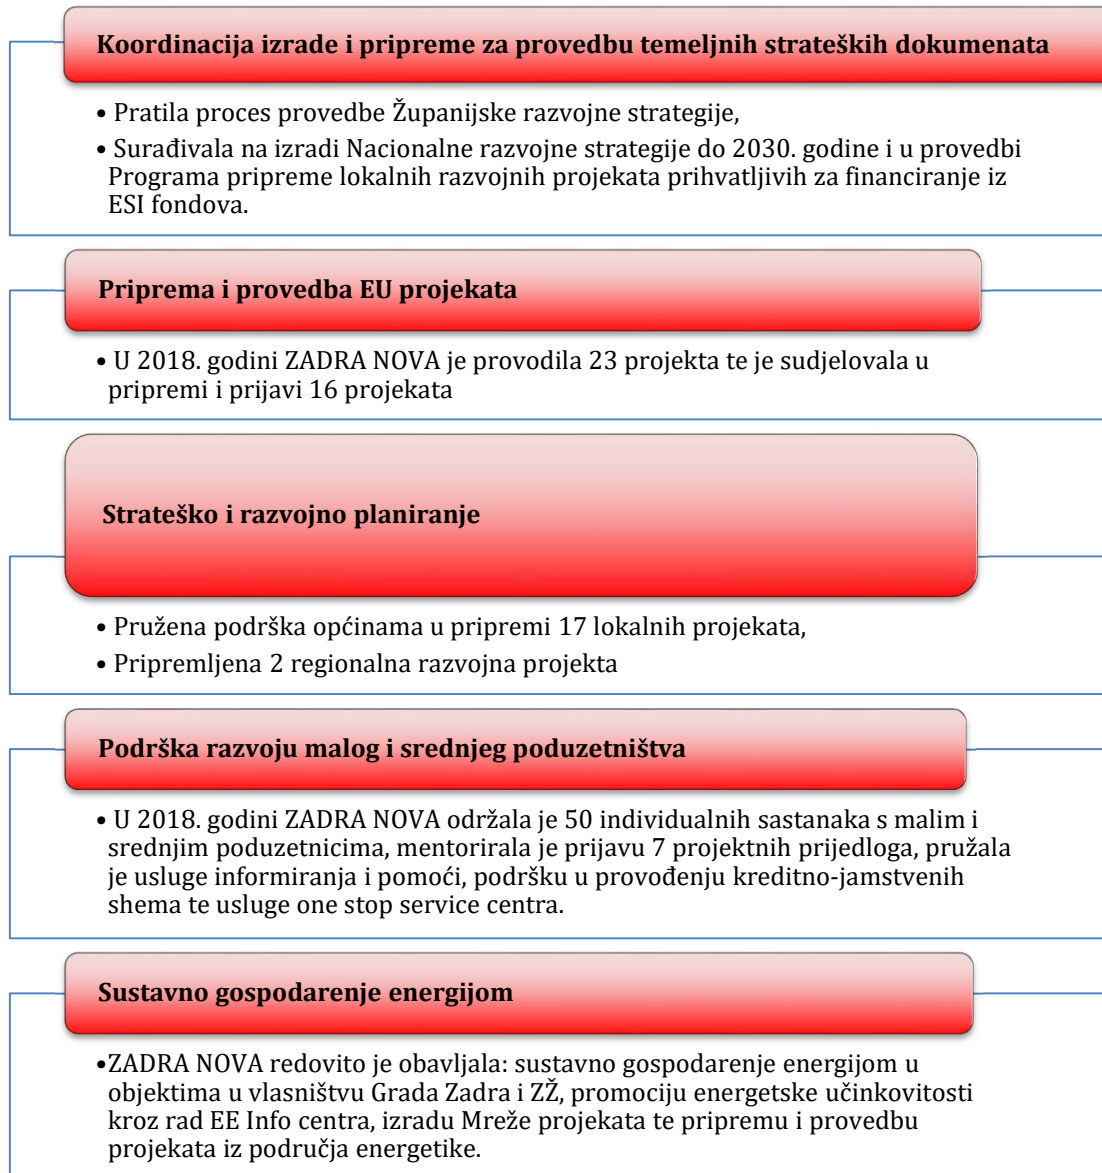 Koordinacija izrade i pripreme za provedbu temeljnih strateških dokumenata
• Pratila proces provedbe Županijske razvojne strategije,
• Surađivala na izradi Nacionalne razvojne strategije do 2030. godine i u provedbi
Programa pripreme lokalnih razvojnih projekata prihvatljivih za financiranje iz
ESI fondova.
Priprema i provedba EU projekata
• U 2018. godini ZADRA NOVA je provodila 23 projekta te je sudjelovala u
pripremi i prijavi 16 projekata
Strateško i razvojno planiranje
• Pružena podrška općinama u pripremi 17 lokalnih projekata,
• Pripremljena 2 regionalna razvojna projekta
Podrška razvoju malog i srednjeg poduzetništva
• U 2018. godini ZADRA NOVA održala je 50 individualnih sastanaka s malim i
srednjim poduzetnicima, mentorirala je prijavu 7 projektnih prijedloga, pružala
je usluge informiranja i pomoći, podršku u provođenju kreditno-jamstvenih
shema te usluge one stop service centra.
Sustavno gospodarenje energijom
•ZADRA NOVA redovito je obavljala: sustavno gospodarenje energijom u
objektima u vlasništvu Grada Zadra i ZŽ, promociju energetske učinkovitosti
kroz rad EE Info centra, izradu Mreže projekata te pripremu i provedbu
projekata iz područja energetike.